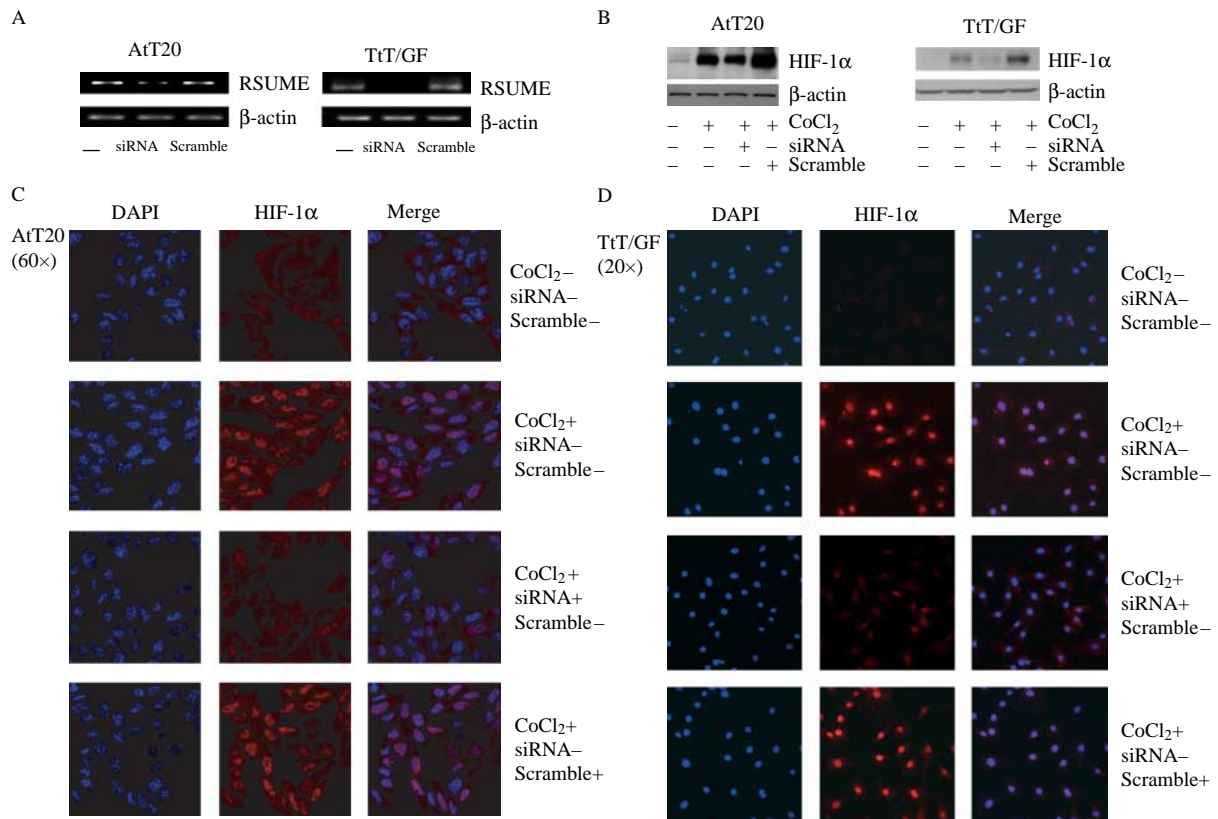 A
AtT20
TtT/GF
RSUME
RSUME
β-actin
β-actin
– siRNA Scramble
– siRNA Scramble
B
AtT20
TtT/GF
HIF-1α
HIF-1α
β-actin
β-actin
– + + + CoCl₂
– – + – siRNA
– – – + Scramble
– + + + CoCl₂
– – + – siRNA
– – – + Scramble
C
DAPI HIF-1α Merge
AtT20
(60×)
CoCl₂–
siRNA–
Scramble–
CoCl₂+
siRNA–
Scramble–
CoCl₂+
siRNA+
Scramble–
CoCl₂+
siRNA–
Scramble+
D
DAPI HIF-1α Merge
TtT/GF
(20×)
CoCl₂–
siRNA–
Scramble–
CoCl₂+
siRNA–
Scramble–
CoCl₂+
siRNA+
Scramble–
CoCl₂+
siRNA–
Scramble+